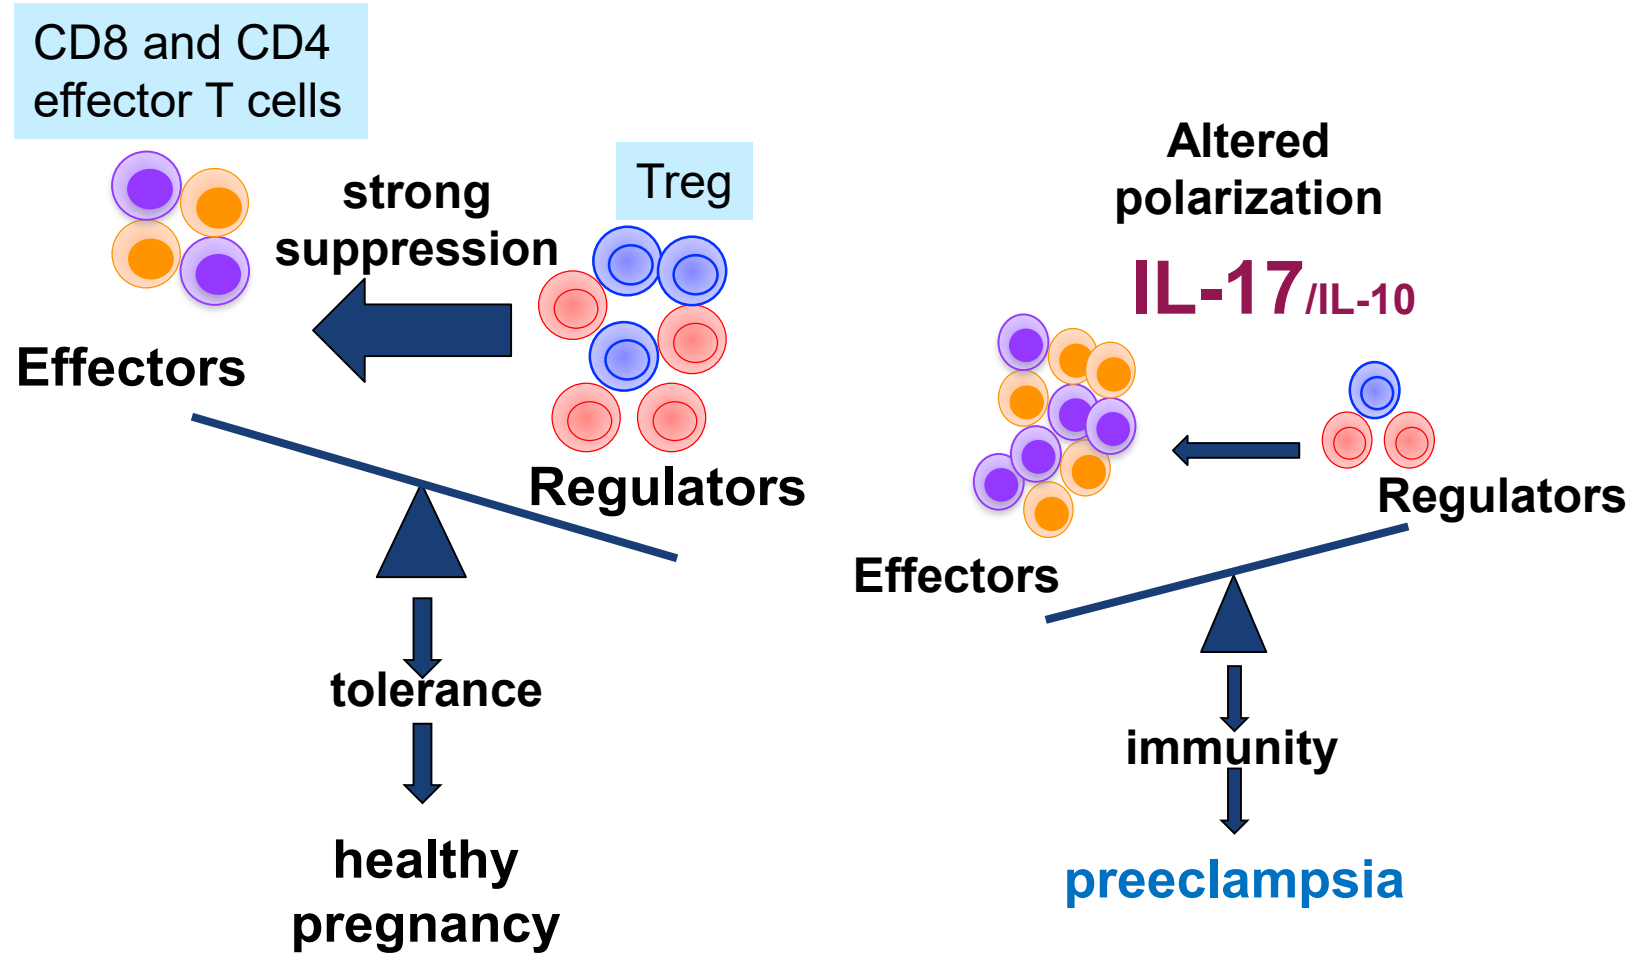 CD8 and CD4
effector T cells
strong
suppression
Treg
Effectors
Regulators
tolerance
healthy
pregnancy
Altered
polarization
IL-17/IL-10
Regulators
Effectors
immunity
preeclampsia